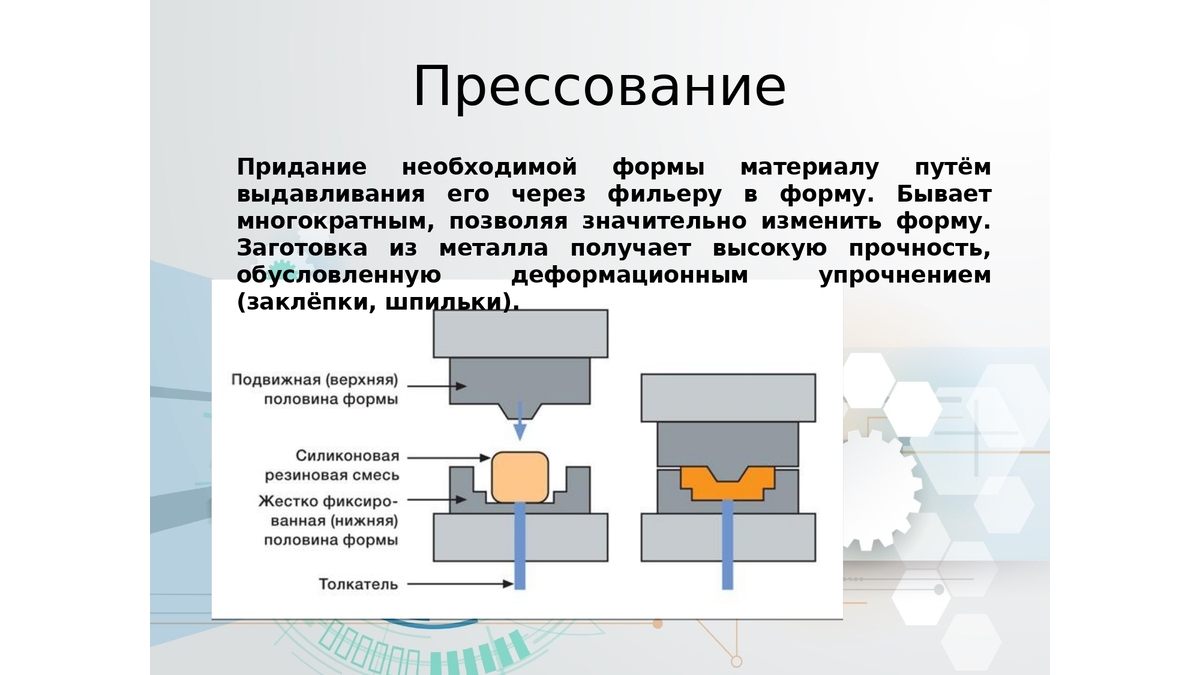 Прессование
Придание необходимой формы материалу путём
выдавливания его через фильеру в форму. Бывает
многократным, позволяя значительно изменить форму.
Заготовка из металла получает высокую прочность,
обусловленную деформационным упрочнением
(заклёпки, шпильки).
Подвижная (верхняя)
половина формы
Силиконовая
резиновая смесь
Жестко фиксиро-
ванная (нижняя)
половина формы
Толкатель